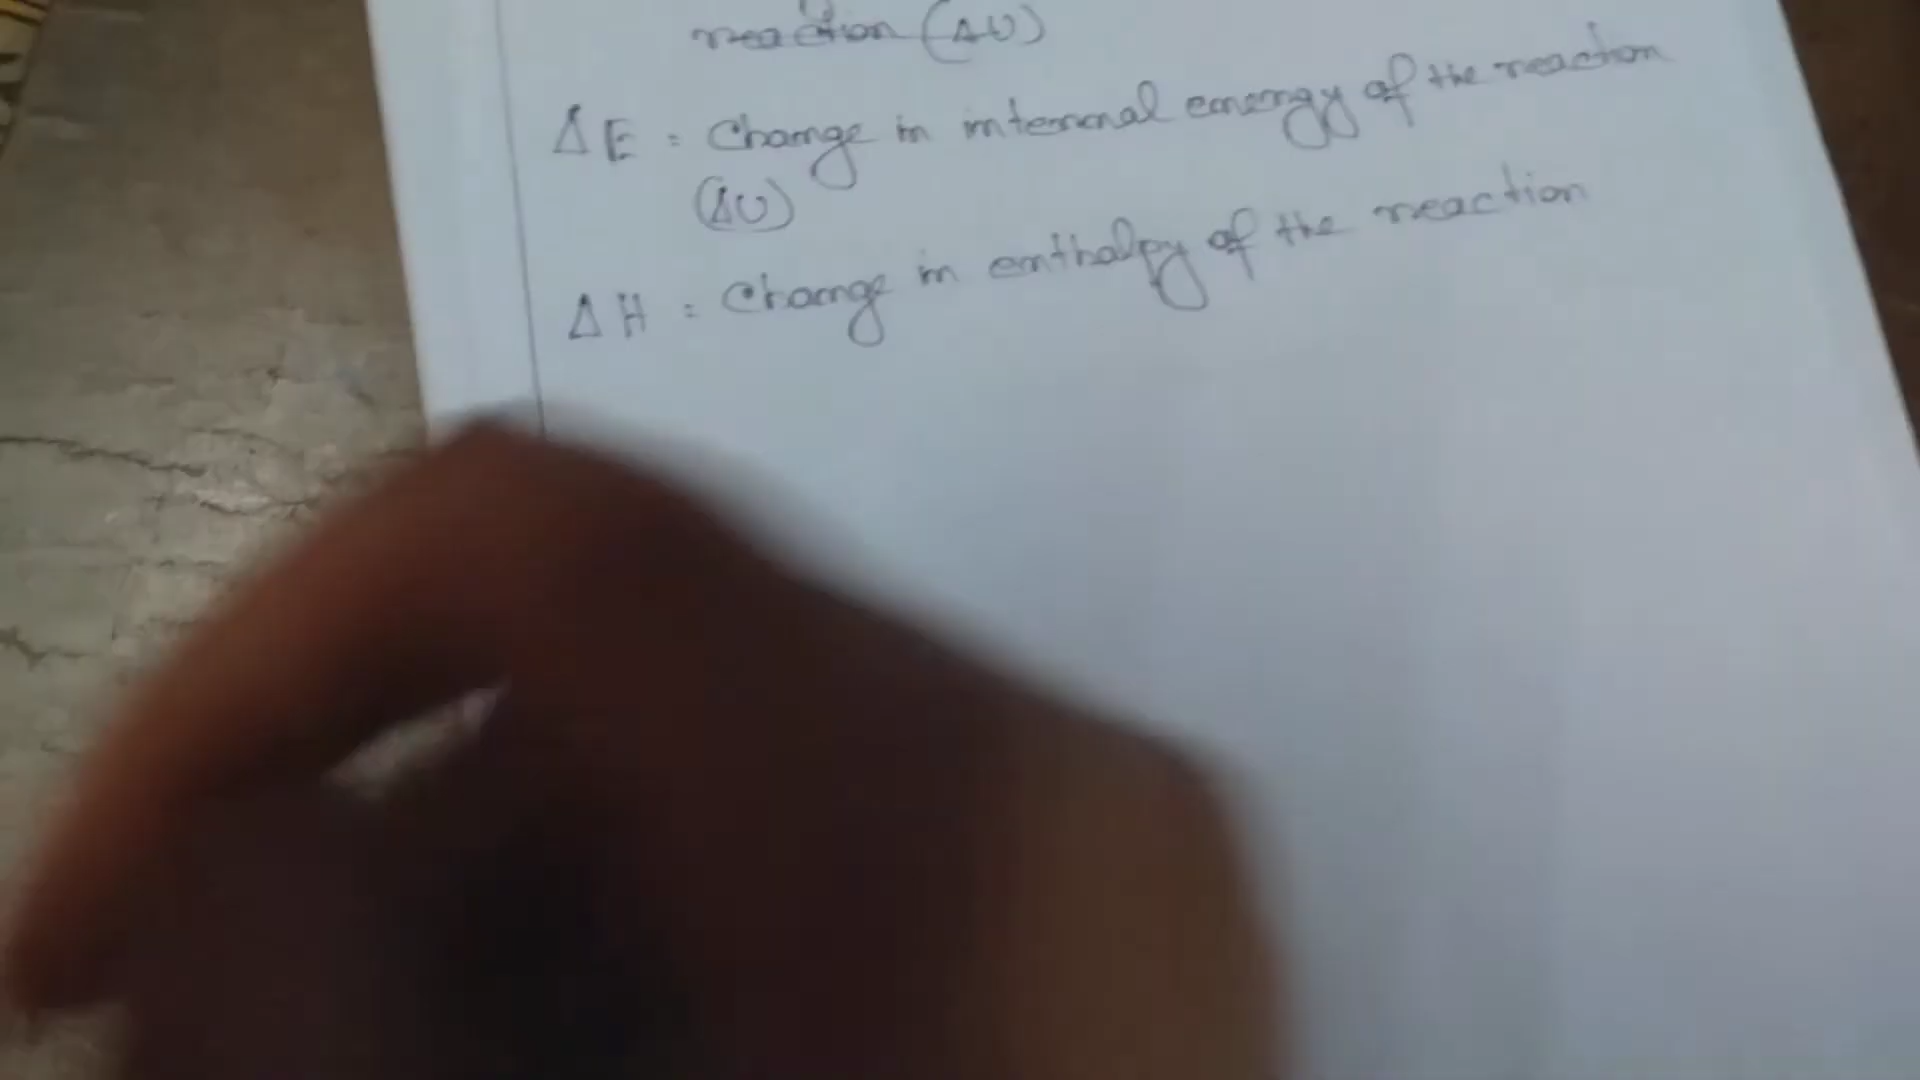 reaction (ΔU)
ΔE = Change in internal energy of the reaction
(ΔU)
ΔH = Change in enthalpy of the reaction